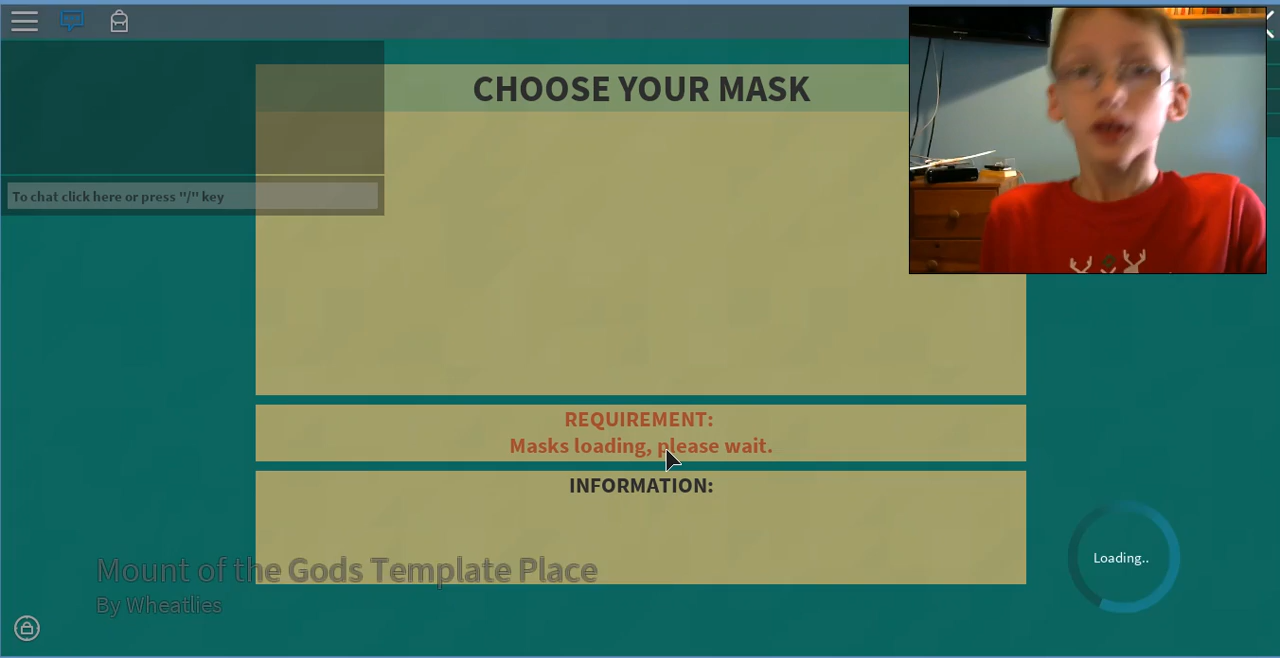 CHOOSE YOUR MASK
To chat click here or press "/" key
REQUIREMENT:
Masks loading, please wait.
INFORMATION:
Mount of the Gods Template Place
By Wheatlies
Loading..